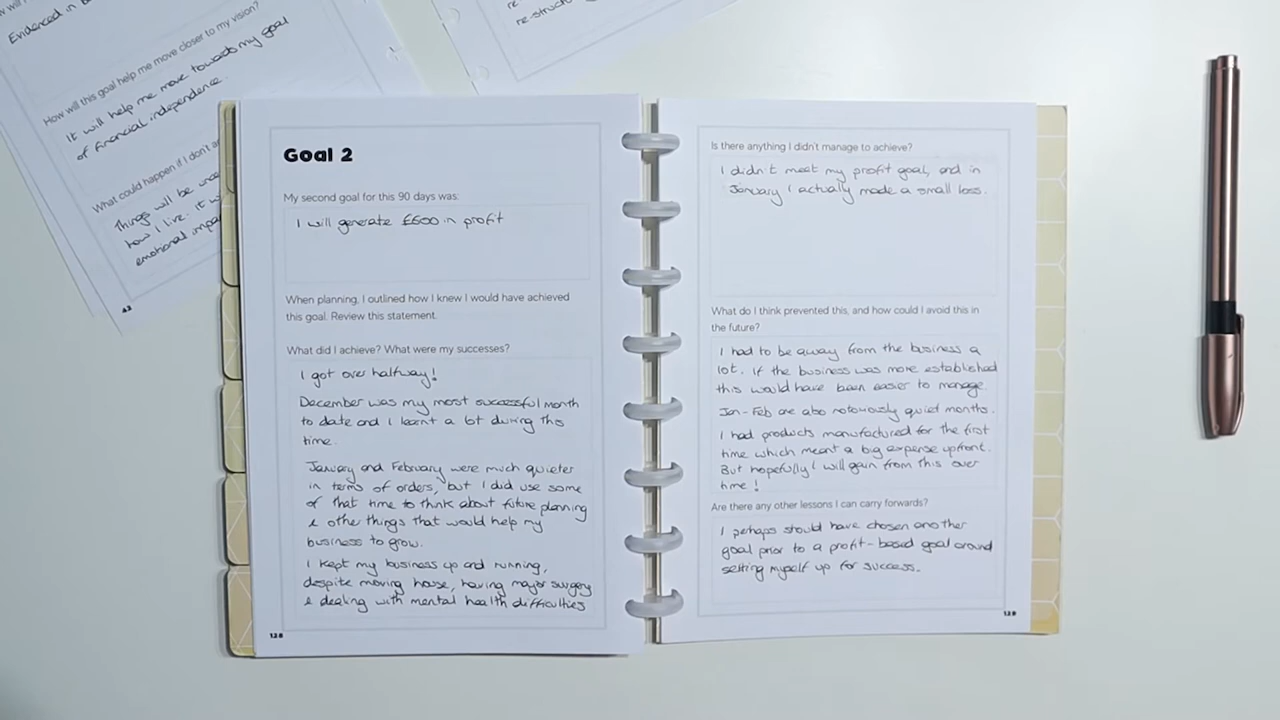 Evidenced in
How will this goal help me move closer to my vision?
It will help me move towards my goal
of financial independence.
What could happen if I don't
Things will be
how I live. It
emotional
42
re-struct
Goal 2
My second goal for this 90 days was:
I will generate £600 in profit
When planning, I outlined how I knew I would have achieved
this goal. Review this statement.
What did I achieve? What were my successes?
I got over halfway!
December was my most successful month
to date and I learnt a lot during this
time.
January and February were much quieter
in terms of orders, but I did use some
of that time to think about future planning
& other things that would help my
business to grow.
I kept my business up and running,
despite moving house, having major surgery
& dealing with mental health difficulties
128
Is there anything I didn't manage to achieve?
I didn't meet my profit goal, and in
January I actually made a small loss.
What do I think prevented this, and how could I avoid this in
the future?
I had to be away from the business a
lot. If the business was more established
this would have been easier to manage
Jan-Feb are also notoriously quiet months.
I had products manufactured for the first
time which meant a big expense upfront.
But hopefully I will gain from this over
time!
Are there any other lessons I can carry forwards?
I perhaps should have chosen another
goal prior to a profit-based goal around
setting myself up for success.